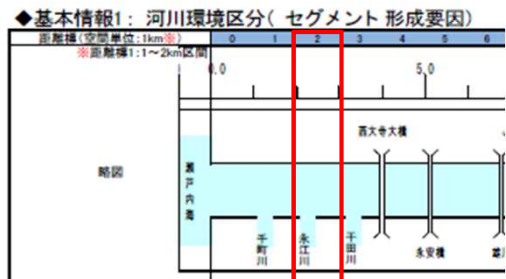 ◆基本情報1: 河川環境区分( セグメント 形成要因)
距離標(空間単位:1km※) 0 1 2 3 4 5 6
※距離標1:1~2km区間
0.0 5.0
西大寺大橋
略図
瀬戸内海
千町川
永江川
千田川
永安橋